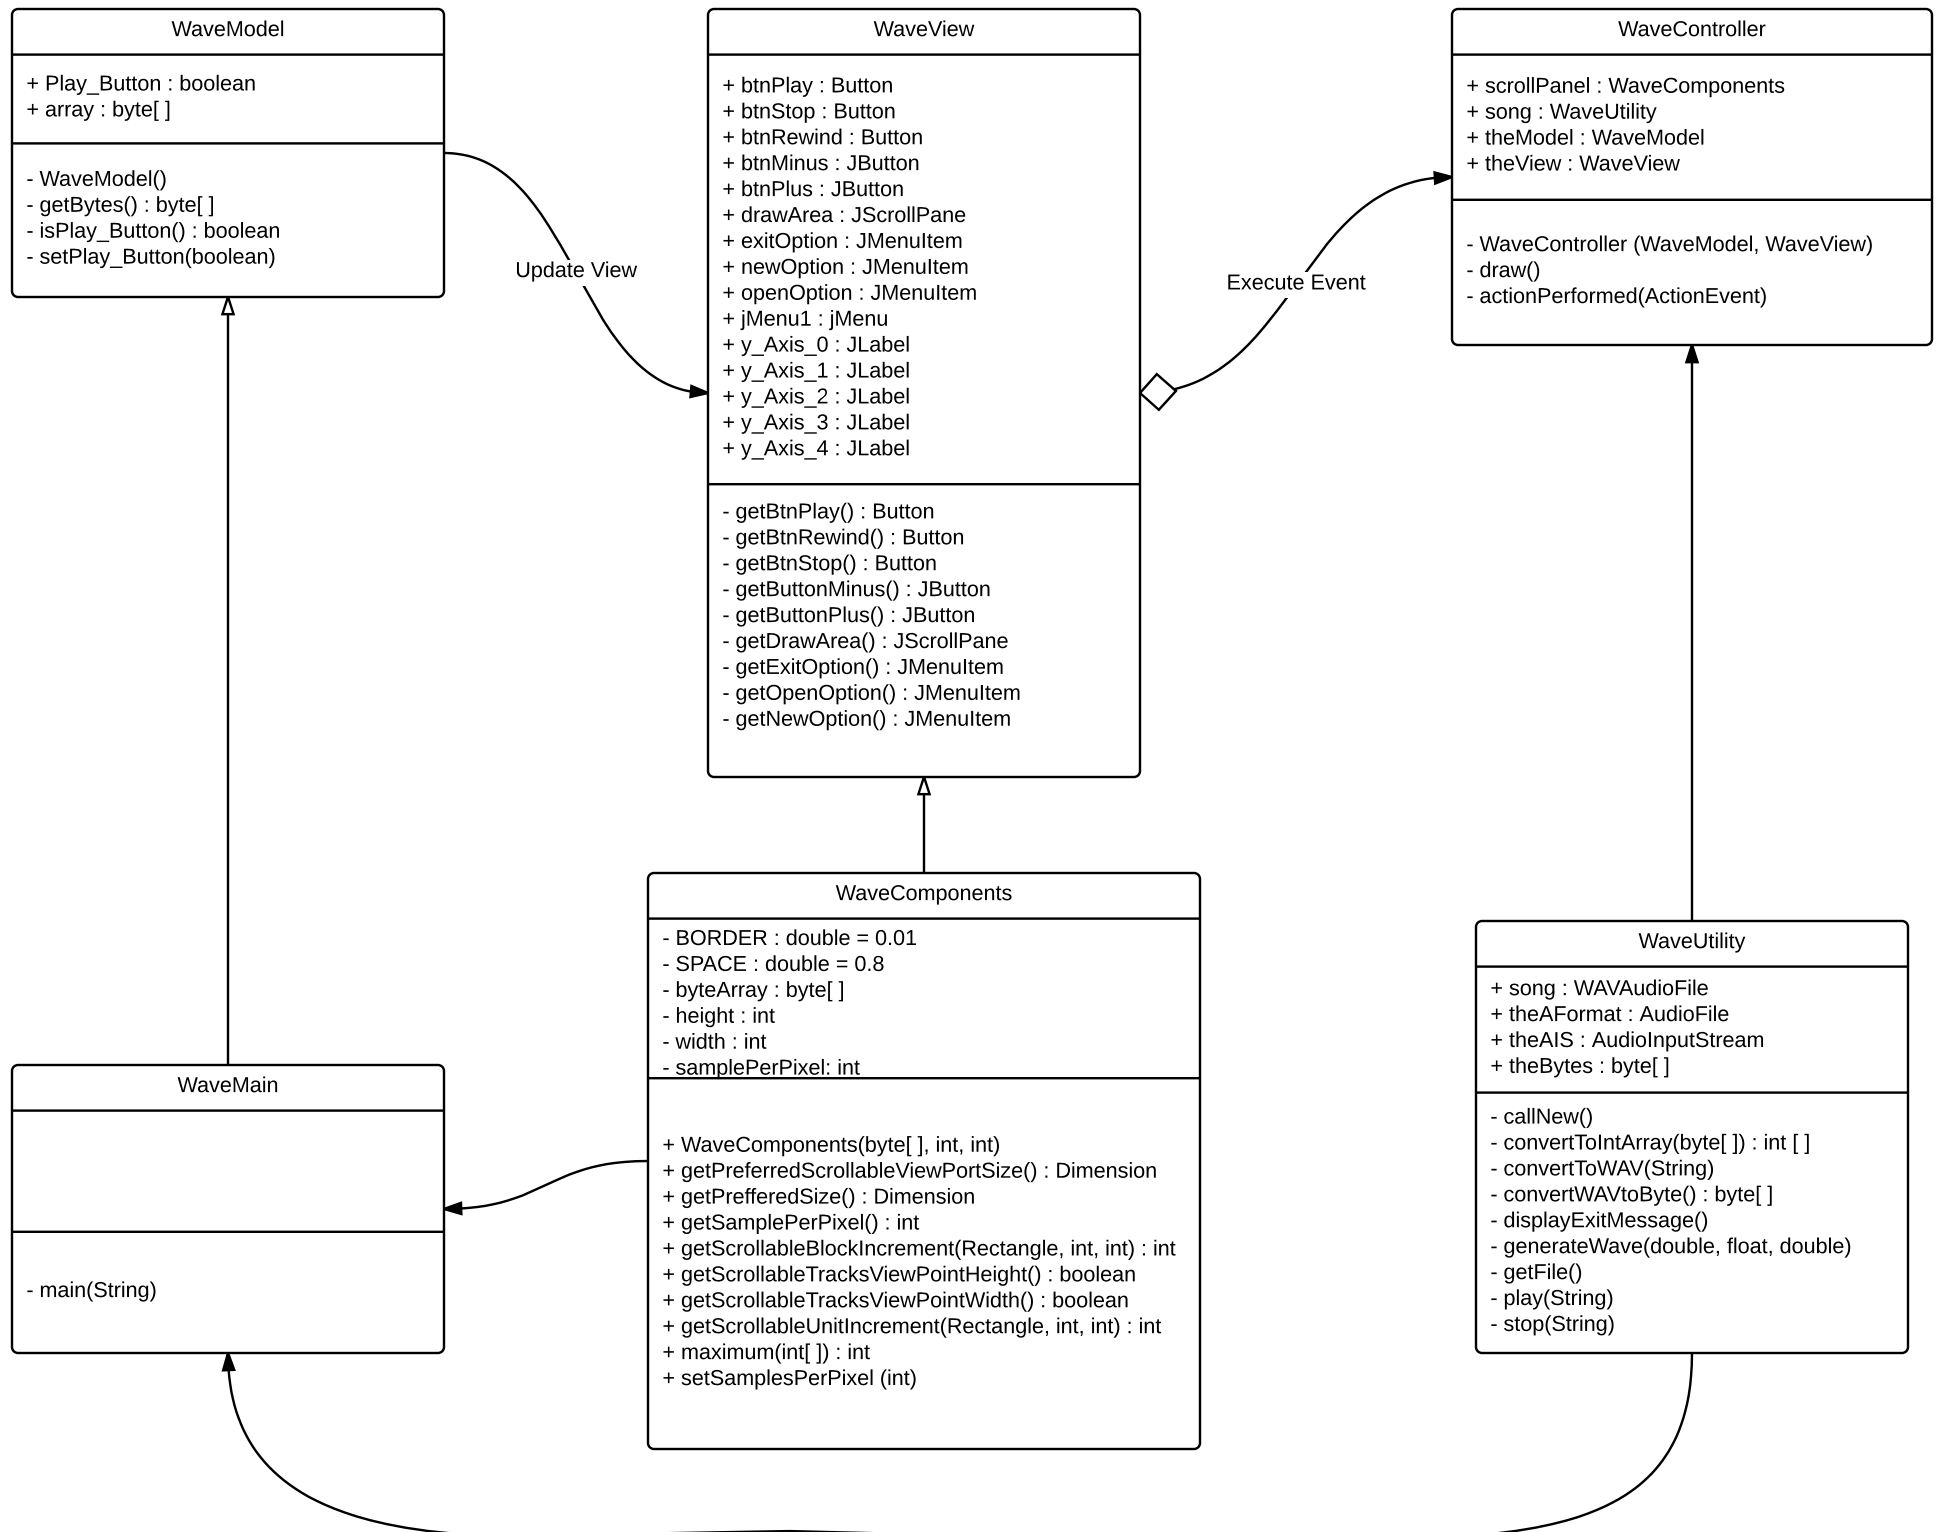 WaveModel
+ Play_Button : boolean
+ array : byte[ ]
- WaveModel()
- getBytes() : byte[ ]
- isPlay_Button() : boolean
- setPlay_Button(boolean)
Update View
WaveView
+ btnPlay : Button
+ btnStop : Button
+ btnRewind : Button
+ btnMinus : JButton
+ btnPlus : JButton
+ drawArea : JScrollPane
+ exitOption : JMenuItem
+ newOption : JMenuItem
+ openOption : JMenuItem
+ jMenu1 : jMenu
+ y_Axis_0 : JLabel
+ y_Axis_1 : JLabel
+ y_Axis_2 : JLabel
+ y_Axis_3 : JLabel
+ y_Axis_4 : JLabel
- getBtnPlay() : Button
- getBtnRewind() : Button
- getBtnStop() : Button
- getButtonMinus() : JButton
- getButtonPlus() : JButton
- getDrawArea() : JScrollPane
- getExitOption() : JMenuItem
- getOpenOption() : JMenuItem
- getNewOption() : JMenuItem
Execute Event
WaveController
+ scrollPanel : WaveComponents
+ song : WaveUtility
+ theModel : WaveModel
+ theView : WaveView
- WaveController (WaveModel, WaveView)
- draw()
- actionPerformed(ActionEvent)
WaveMain
- main(String)
WaveComponents
- BORDER : double = 0.01
- SPACE : double = 0.8
- byteArray : byte[ ]
- height : int
- width : int
- samplePerPixel: int
+ WaveComponents(byte[ ], int, int)
+ getPreferredScrollableViewPortSize() : Dimension
+ getPrefferedSize() : Dimension
+ getSamplePerPixel() : int
+ getScrollableBlockIncrement(Rectangle, int, int) : int
+ getScrollableTracksViewPointHeight() : boolean
+ getScrollableTracksViewPointWidth() : boolean
+ getScrollableUnitIncrement(Rectangle, int, int) : int
+ maximum(int[ ]) : int
+ setSamplesPerPixel (int)
WaveUtility
+ song : WAVAudioFile
+ theAFormat : AudioFile
+ theAIS : AudioInputStream
+ theBytes : byte[ ]
- callNew()
- convertToIntArray(byte[ ]) : int [ ]
- convertToWAV(String)
- convertWAVtoByte() : byte[ ]
- displayExitMessage()
- generateWave(double, float, double)
- getFile()
- play(String)
- stop(String)